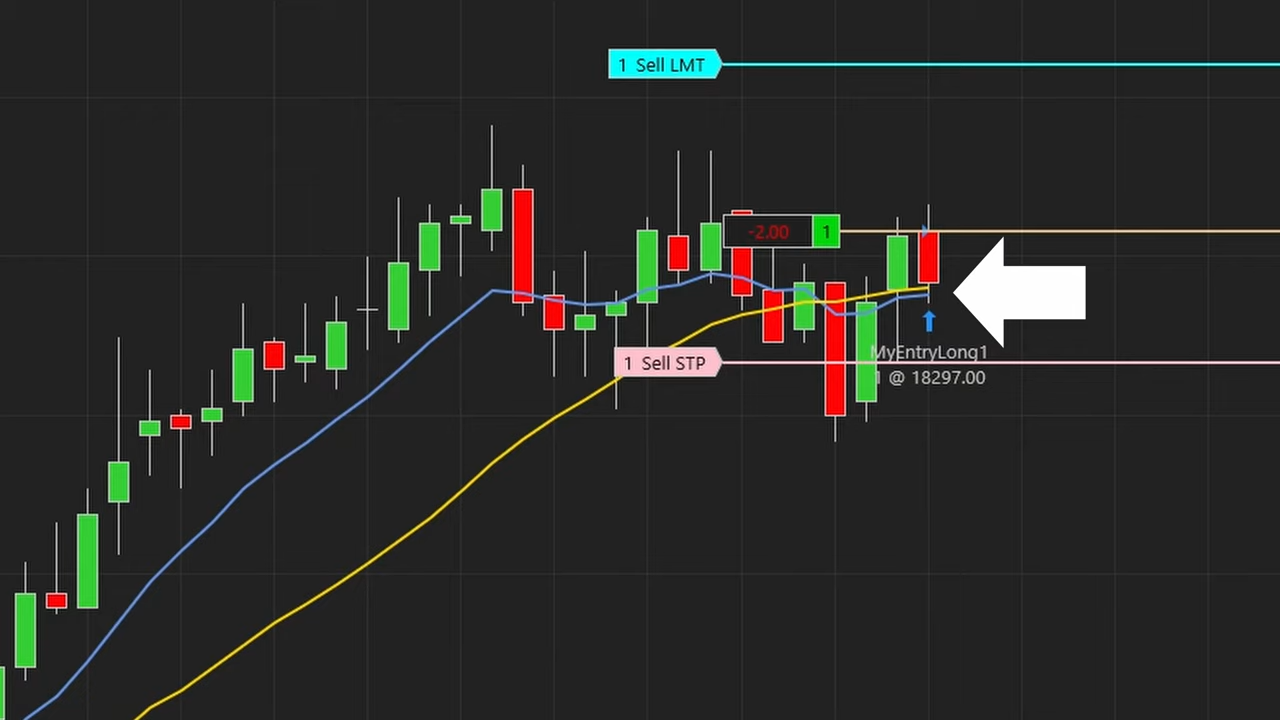 1 Sell LMT
-2.00 1
1 Sell STP
MyEntryLong1
1 @ 18297.00